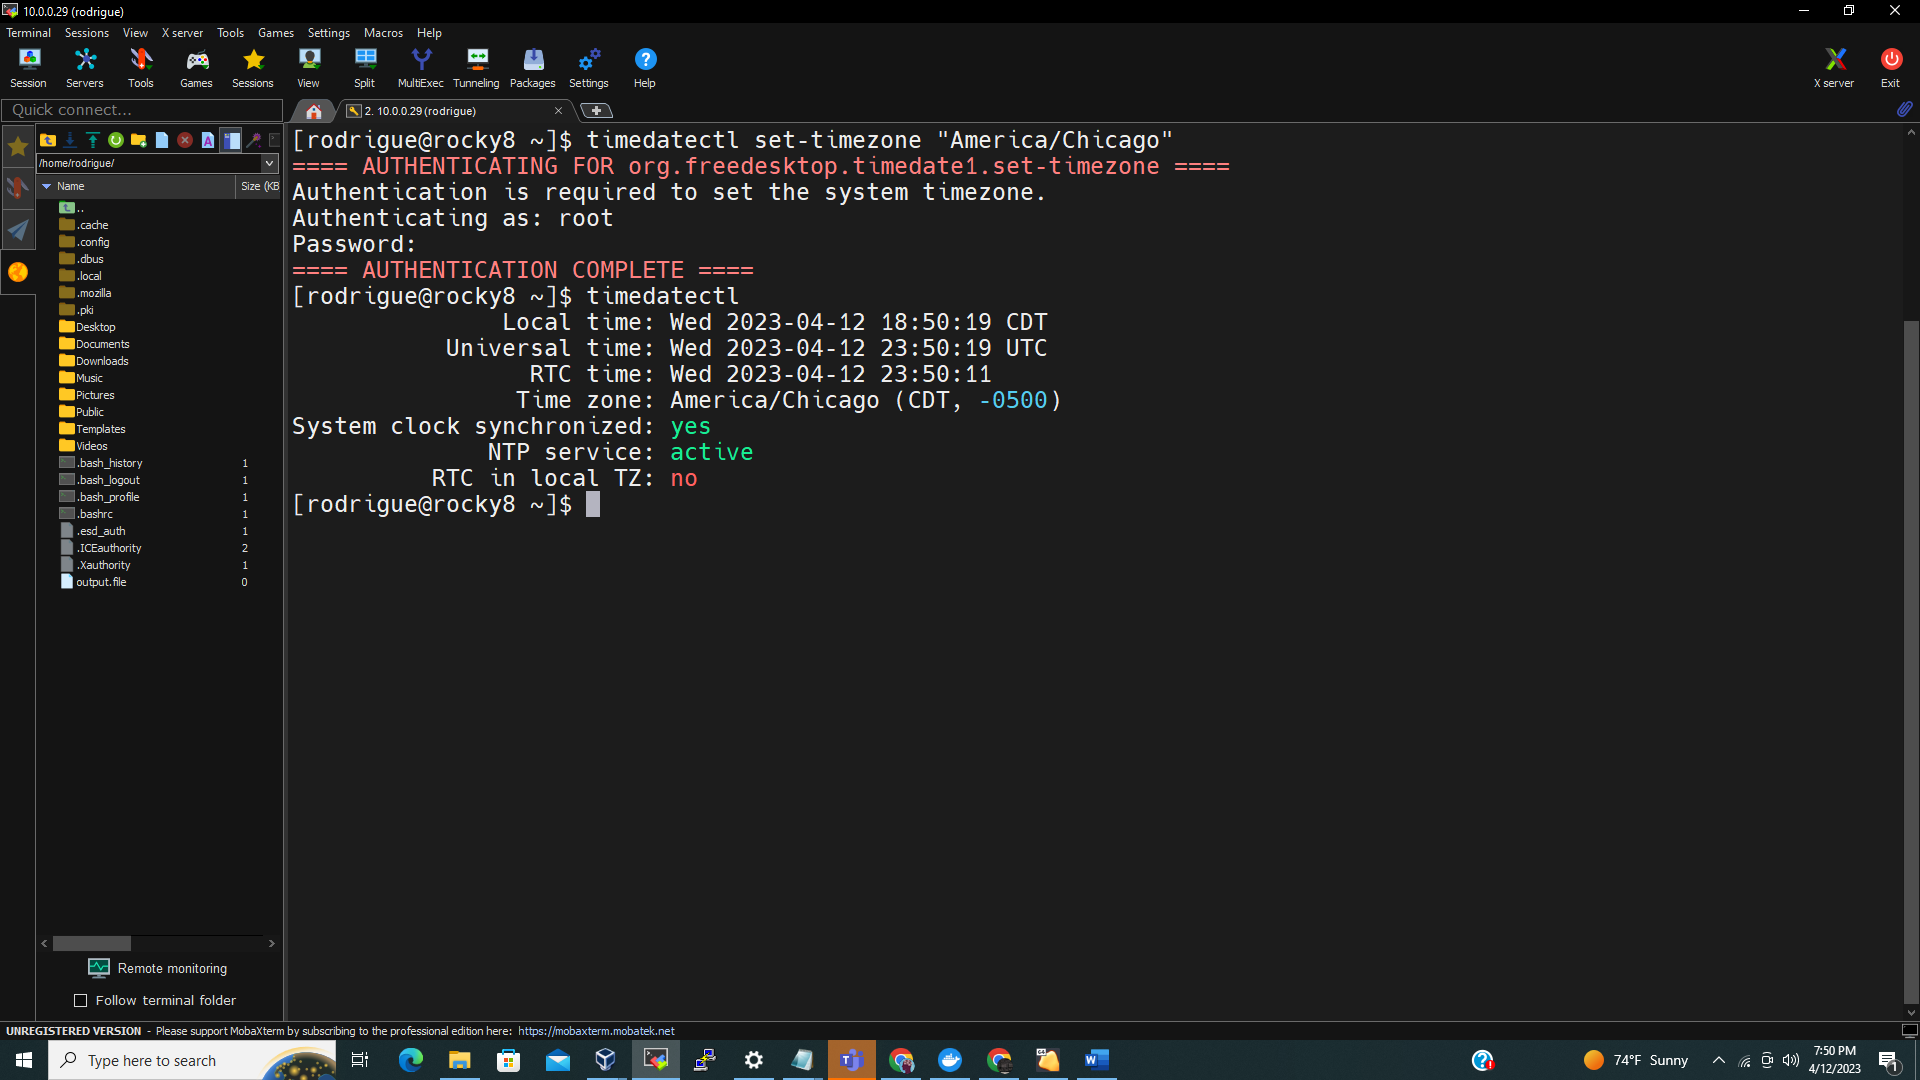 10.0.0.29 (rodrigue)
Terminal Sessions View X server Tools Games Settings Macros Help
Session Servers Tools Games Sessions View Split MultiExec Tunneling Packages Settings Help X server Exit
Quick connect...
2. 10.0.0.29 (rodrigue)
/home/rodrigue/
Name Size (KB
..
.cache
.config
.dbus
.local
.mozilla
.pki
Desktop
Documents
Downloads
Music
Pictures
Public
Templates
Videos
.bash_history 1
.bash_logout 1
.bash_profile 1
.bashrc 1
.esd_auth 1
.ICEauthority 2
.Xauthority 1
output.file 0
Remote monitoring
Follow terminal folder
[rodrigue@rocky8 ~]$ timedatectl set-timezone "America/Chicago"
==== AUTHENTICATING FOR org.freedesktop.timedate1.set-timezone ====
Authentication is required to set the system timezone.
Authenticating as: root
Password:
==== AUTHENTICATION COMPLETE ====
[rodrigue@rocky8 ~]$ timedatectl
Local time: Wed 2023-04-12 18:50:19 CDT
Universal time: Wed 2023-04-12 23:50:19 UTC
RTC time: Wed 2023-04-12 23:50:11
Time zone: America/Chicago (CDT, -0500)
System clock synchronized: yes
NTP service: active
RTC in local TZ: no
[rodrigue@rocky8 ~]$
UNREGISTERED VERSION - Please support MobaXterm by subscribing to the professional edition here: https://mobaxterm.mobatek.net
Type here to search
74°F Sunny
7:50 PM
4/12/2023
1